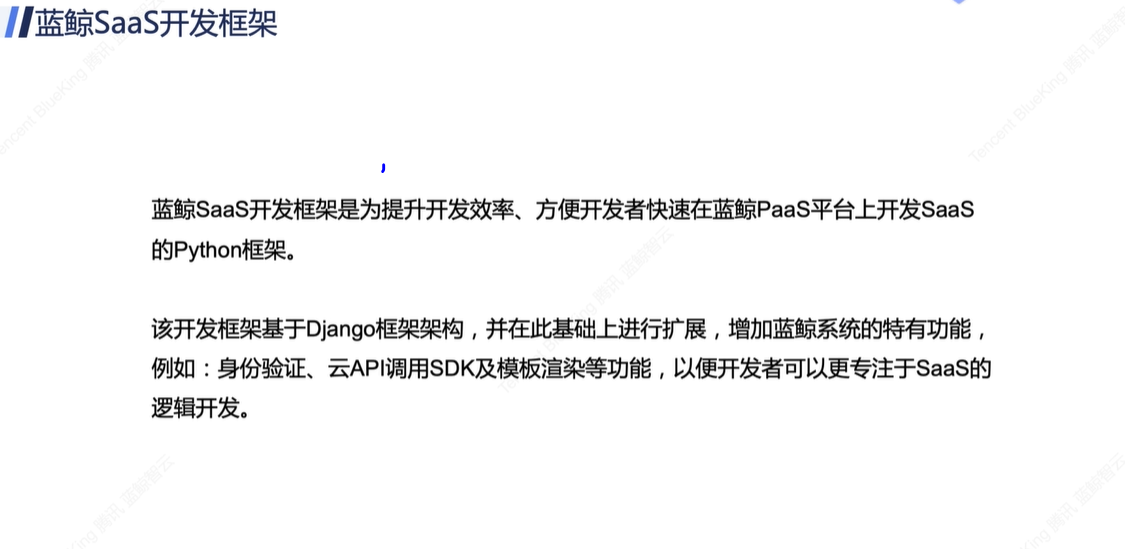 蓝鲸SaaS开发框架
蓝鲸SaaS开发框架是为提升开发效率、方便开发者快速在蓝鲸PaaS平台上开发SaaS
的Python框架。
该开发框架基于Django框架架构，并在此基础上进行扩展，增加蓝鲸系统的特有功能，
例如：身份验证、云API调用SDK及模板渲染等功能，以便开发者可以更专注于SaaS的
逻辑开发。
Tencent BlueKing 腾讯 蓝鲸智云